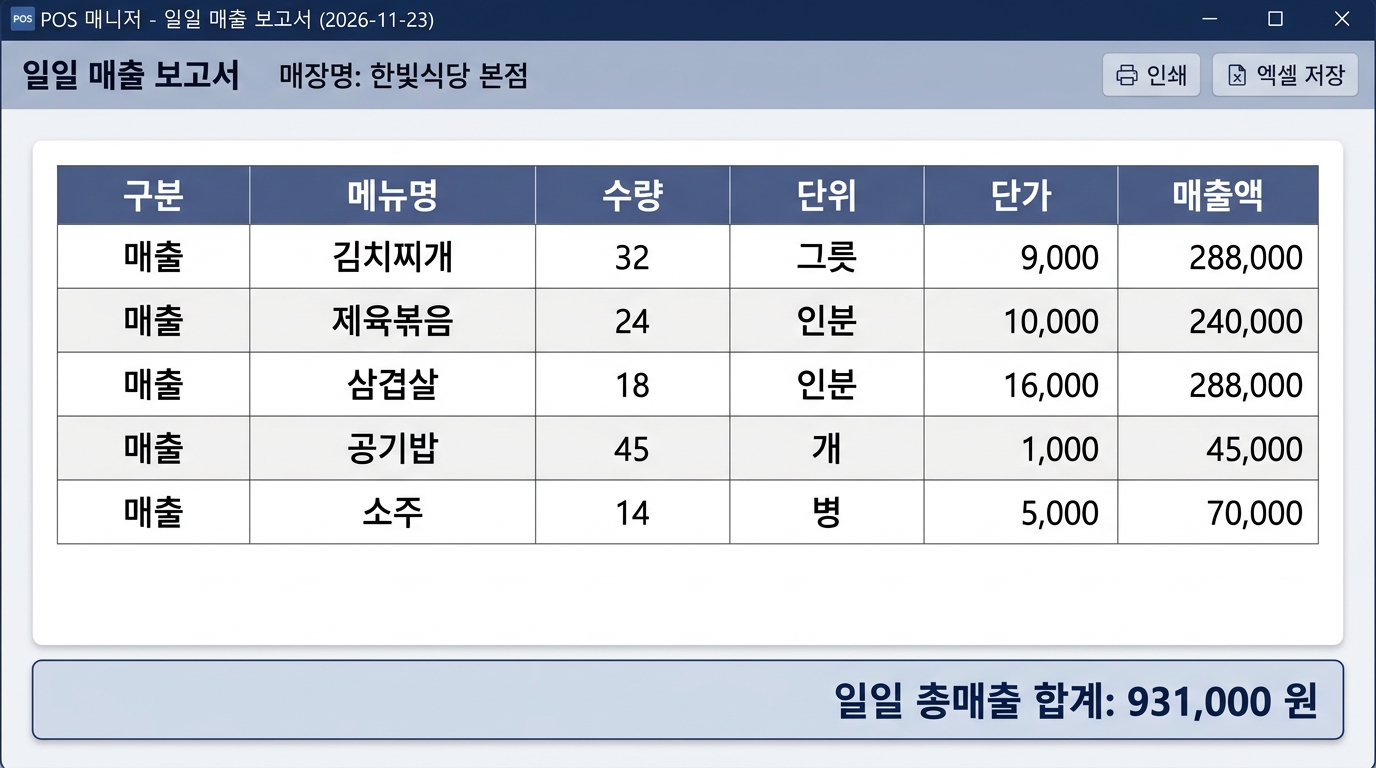 POS POS 매니저 - 일일 매출 보고서 (2026-11-23)
일일 매출 보고서 매장명: 한빛식당 본점 인쇄 엑셀 저장
구분 메뉴명 수량 단위 단가 매출액
매출 김치찌개 32 그릇 9,000 288,000
매출 제육볶음 24 인분 10,000 240,000
매출 삼겹살 18 인분 16,000 288,000
매출 공기밥 45 개 1,000 45,000
매출 소주 14 병 5,000 70,000
일일 총매출 합계: 931,000 원